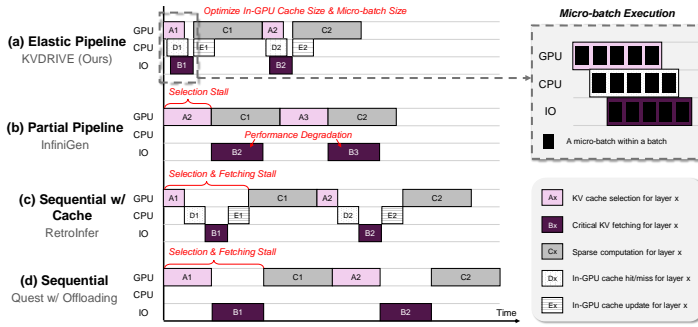 Optimize In-GPU Cache Size & Micro-batch Size
(a) Elastic Pipeline
KVDRIVE (Ours)
GPU
CPU
IO
A1
C1
A2
C2
D1
E1
D2
E2
B1
B2
Micro-batch Execution
GPU
CPU
IO
A micro-batch within a batch
Selection Stall
(b) Partial Pipeline
InfiniGen
GPU
CPU
IO
A2
C1
A3
C2
Performance Degradation
B2
B3
Selection & Fetching Stall
(c) Sequential w/
Cache
RetroInfer
GPU
CPU
IO
A1
C1
A2
C2
D1
E1
D2
E2
B1
B2
Selection & Fetching Stall
(d) Sequential
Quest w/ Offloading
GPU
CPU
IO
A1
C1
A2
C2
B1
B2
Time
Ax KV cache selection for layer x
Bx Critical KV fetching for layer x
Cx Sparse computation for layer x
Dx In-GPU cache hit/miss for layer x
Ex In-GPU cache update for layer x